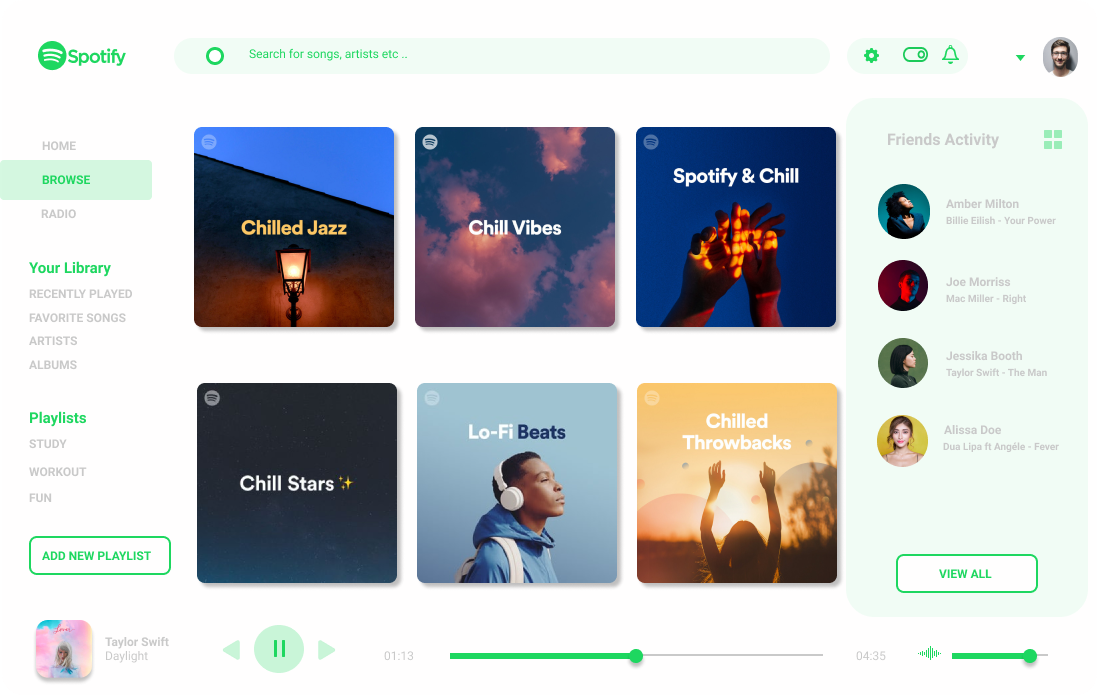 Spotify
Search for songs, artists etc ..
HOME
BROWSE
RADIO
Your Library
RECENTLY PLAYED
FAVORITE SONGS
ARTISTS
ALBUMS
Playlists
STUDY
WORKOUT
FUN
ADD NEW PLAYLIST
Chilled Jazz
Chill Vibes
Spotify & Chill
Chill Stars ✨
Lo-Fi Beats
Chilled
Throwbacks
Friends Activity
Amber Milton
Billie Eilish - Your Power
Joe Morriss
Mac Miller - Right
Jessika Booth
Taylor Swift - The Man
Alissa Doe
Dua Lipa ft Angéle - Fever
VIEW ALL
Lover
Taylor Swift
Daylight
01:13
04:35